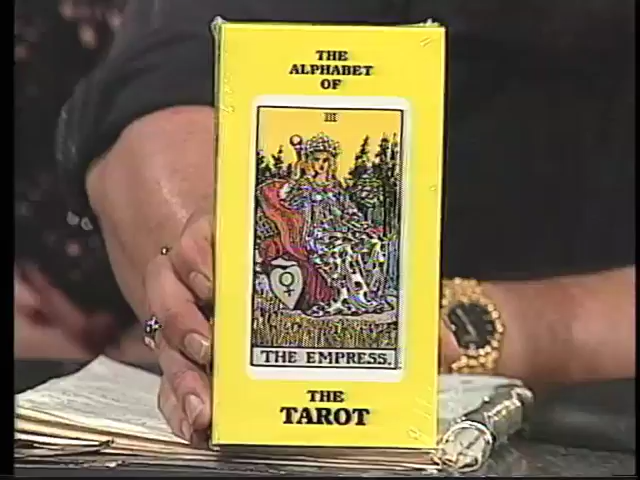 THE
ALPHABET
OF
III
THE EMPRESS.
THE
TAROT